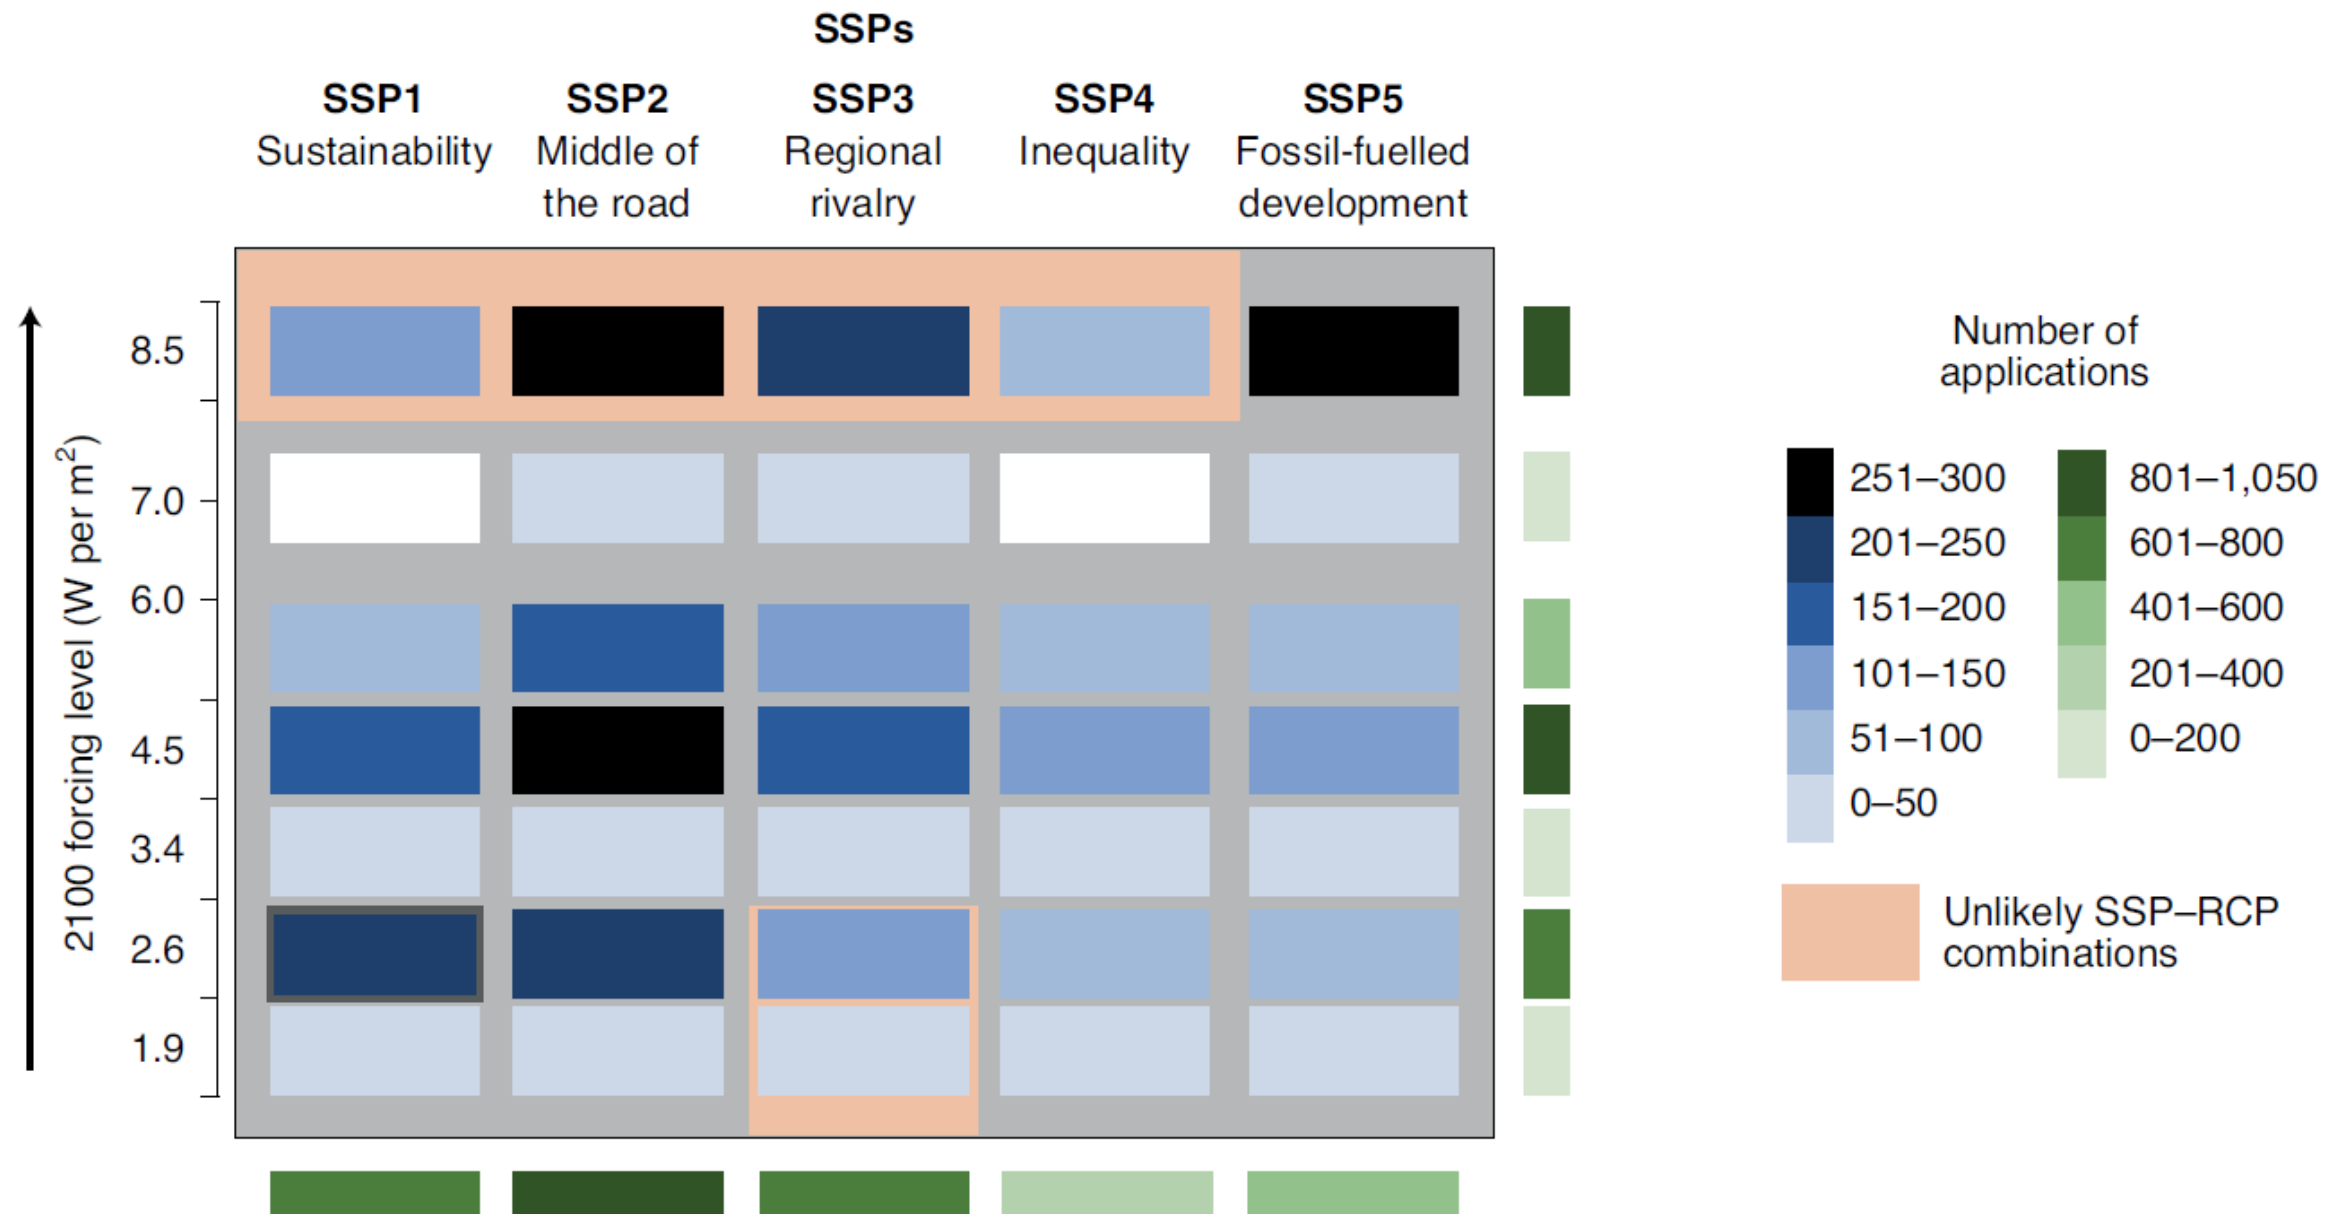 SSPs
SSP1
Sustainability
SSP2
Middle of
the road
SSP3
Regional
rivalry
SSP4
Inequality
SSP5
Fossil-fuelled
development
2100 forcing level (W per m²)
8.5
7.0
6.0
4.5
3.4
2.6
1.9
Number of
applications
251–300
201–250
151–200
101–150
51–100
0–50
801–1,050
601–800
401–600
201–400
0–200
Unlikely SSP–RCP
combinations